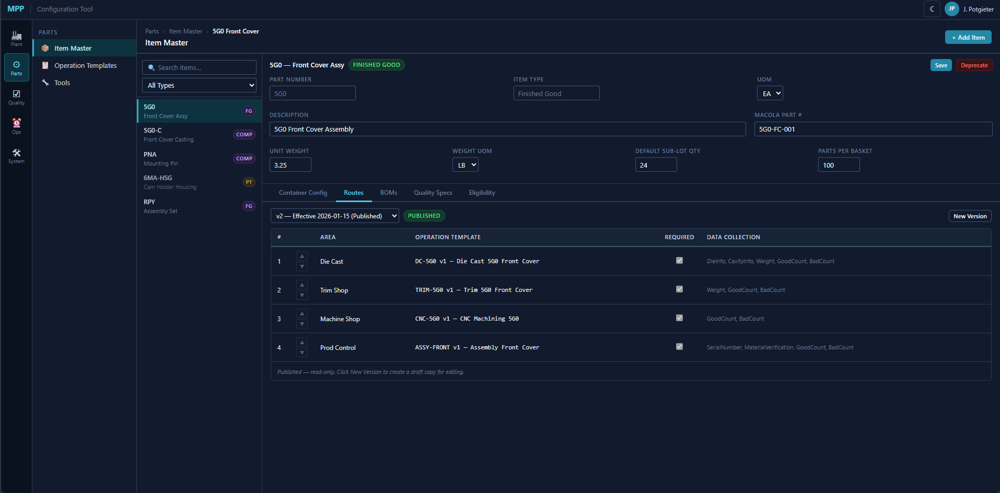 MPP Configuration Tool
JP J. Potgieter
Plant
Parts
Quality
Ops
System
PARTS
Item Master
Operation Templates
Tools
Parts › Item Master › 5G0 Front Cover
Item Master
+ Add Item
Search items...
All Types
5G0
Front Cover Assy
FG
5G0-C
Front Cover Casting
COMP
PNA
Mounting Pin
COMP
6MA-HSG
Cam Holder Housing
PT
RPY
Assembly Set
FG
5G0 — Front Cover Assy FINISHED GOOD
Save Deprecate
PART NUMBER ITEM TYPE UOM
5G0 Finished Good EA
DESCRIPTION MACOLA PART #
5G0 Front Cover Assembly 5G0-FC-001
UNIT WEIGHT WEIGHT UOM DEFAULT SUB-LOT QTY PARTS PER BASKET
3.25 LB 24 100
Container Config Routes BOMs Quality Specs Eligibility
v2 — Effective 2026-01-15 (Published) PUBLISHED New Version
# AREA OPERATION TEMPLATE REQUIRED DATA COLLECTION
1 ▲ ▼ Die Cast DC-5G0 v1 — Die Cast 5G0 Front Cover DieInfo, CavityInfo, Weight, GoodCount, BadCount
2 ▲ ▼ Trim Shop TRIM-5G0 v1 — Trim 5G0 Front Cover Weight, GoodCount, BadCount
3 ▲ ▼ Machine Shop CNC-5G0 v1 — CNC Machining 5G0 GoodCount, BadCount
4 ▲ ▼ Prod Control ASSY-FRONT v1 — Assembly Front Cover SerialNumber, MaterialVerification, GoodCount, BadCount
Published — read-only. Click New Version to create a draft copy for editing.